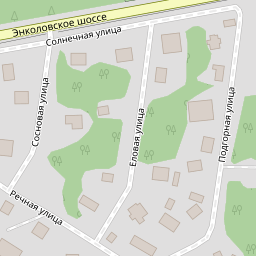 Энколовское шоссе
Солнечная улица
Сосновая улица
Еловая улица
Подгорная улица
Речная улица